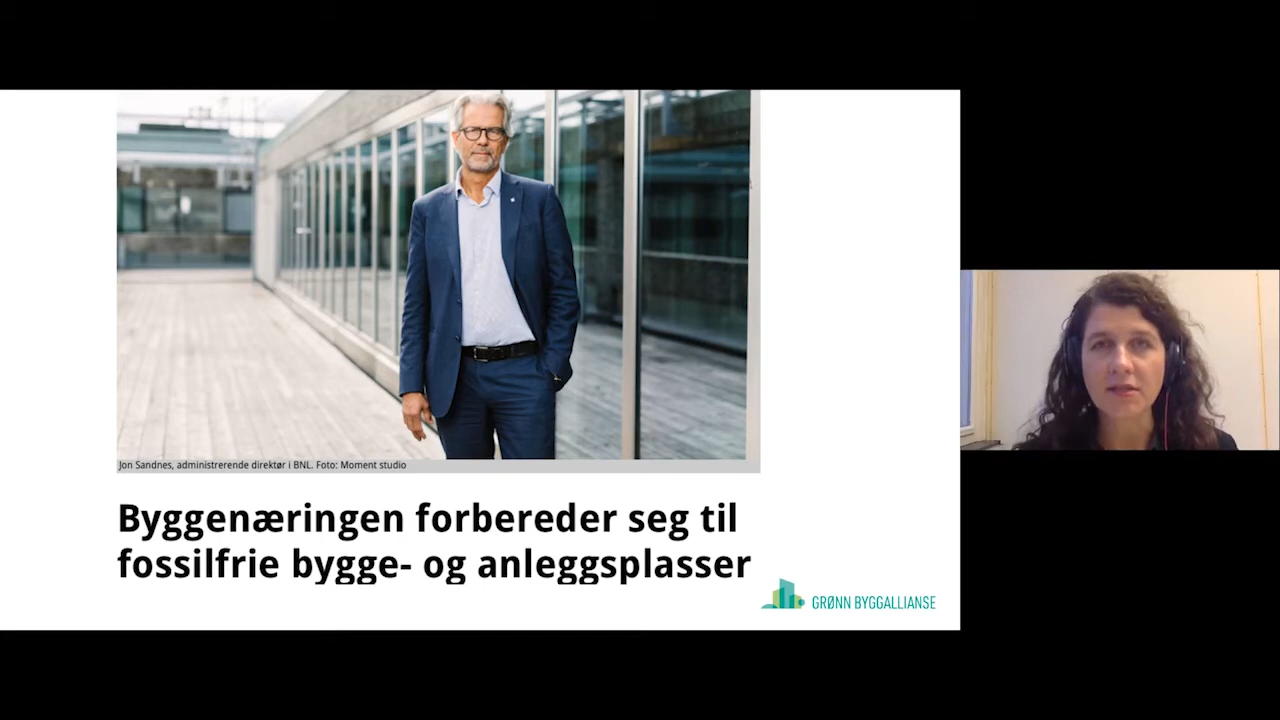 Jon Sandnes, administrerende direktør i BNL. Foto: Moment studio
Byggenæringen forbereder seg til
fossilfrie bygge- og anleggsplasser
GRØNN BYGGALLIANSE